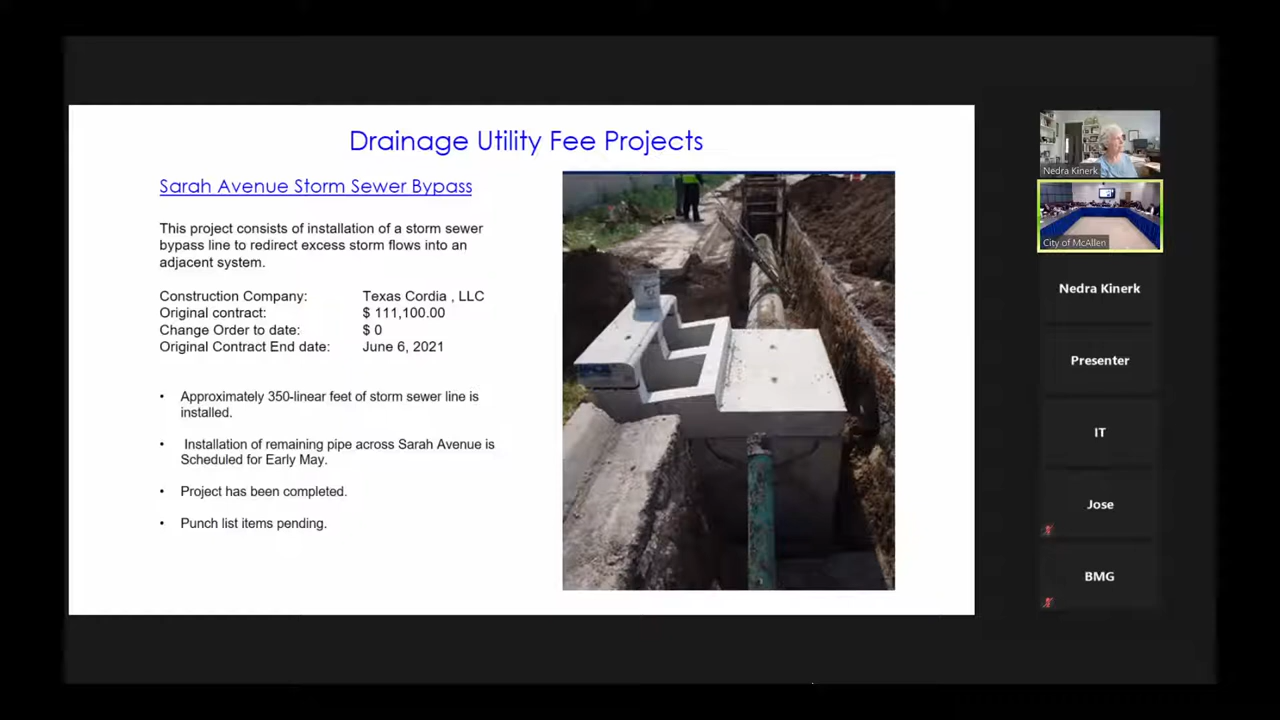 Drainage Utility Fee Projects
Sarah Avenue Storm Sewer Bypass
This project consists of installation of a storm sewer
bypass line to redirect excess storm flows into an
adjacent system.
Construction Company: Texas Cordia , LLC
Original contract: $ 111,100.00
Change Order to date: $ 0
Original Contract End date: June 6, 2021
• Approximately 350-linear feet of storm sewer line is
installed.
• Installation of remaining pipe across Sarah Avenue is
Scheduled for Early May.
• Project has been completed.
• Punch list items pending.
Nedra Kinerk
City of McAllen
Nedra Kinerk
Presenter
IT
Jose
BMG